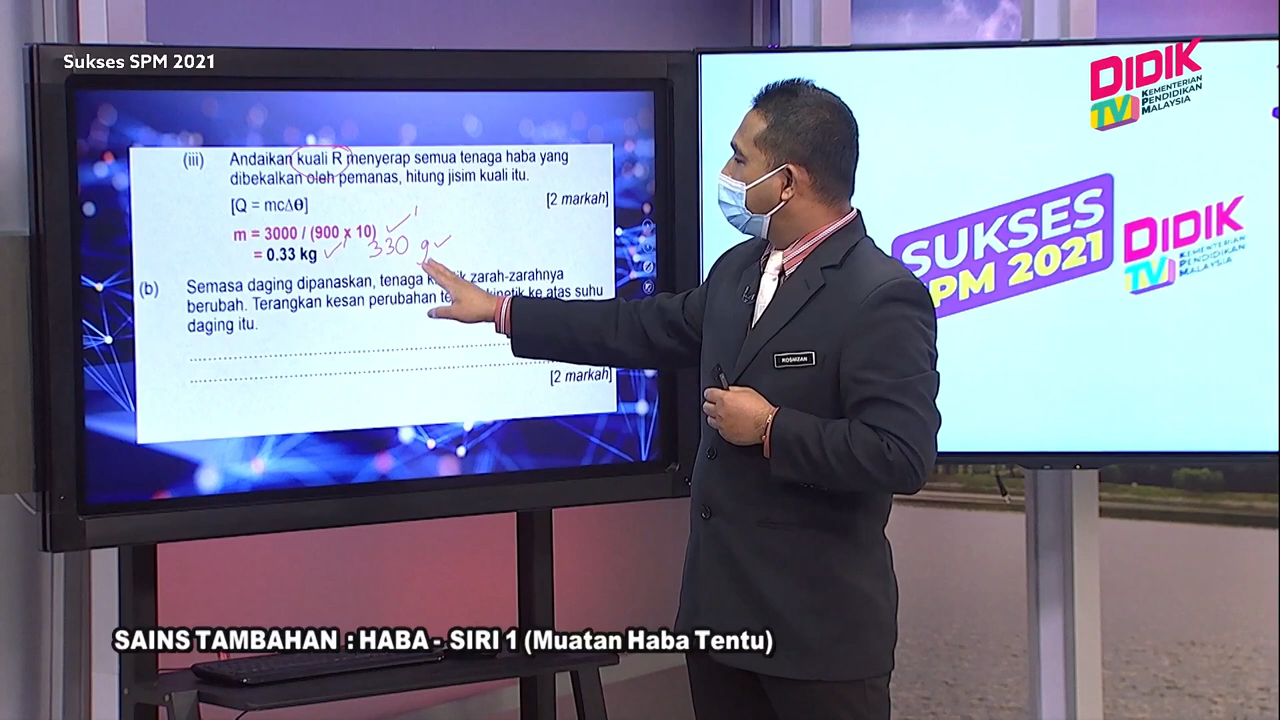 Sukses SPM 2021
(iii) Andaikan kuali R menyerap semua tenaga haba yang
dibekalkan oleh pemanas, hitung jisim kuali itu.
[Q = mc∆θ] [2 markah]
m = 3000 / (900 x 10) ✓ 1
= 0.33 kg ✓ 330 g ✓
(b) Semasa daging dipanaskan, tenaga zarah-zarahnya
berubah. Terangkan kesan perubahan kinetik ke atas suhu
daging itu.
[2 markah]
DIDIK
TV KEMENTERIAN
PENDIDIKAN
MALAYSIA
SUKSES
SPM 2021
DIDIK
TV KEMENTERIAN
PENDIDIKAN
MALAYSIA
ROSMIZAN
SAINS TAMBAHAN : HABA - SIRI 1 (Muatan Haba Tentu)